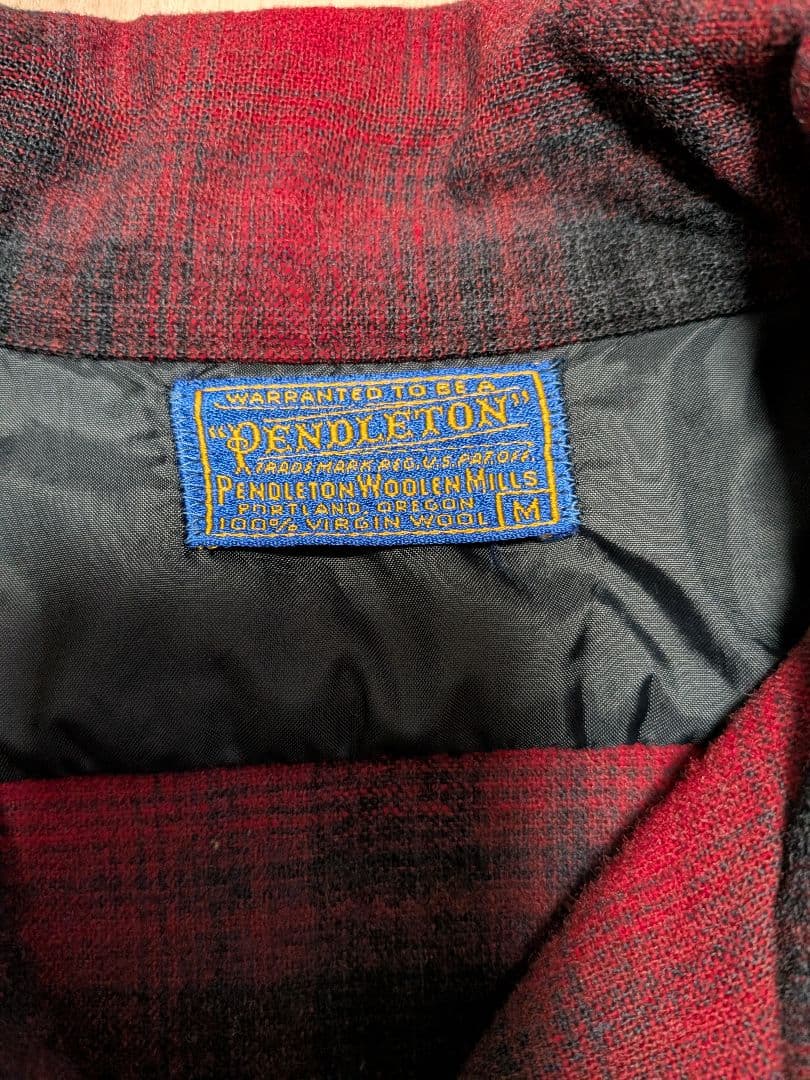 WARRANTED TO BE A
"PENDLETON"
TRADE MARK REG. U.S. PAT OFF.
PENDLETON WOOLEN MILLS
PORTLAND, OREGON
100% VIRGIN WOOL M